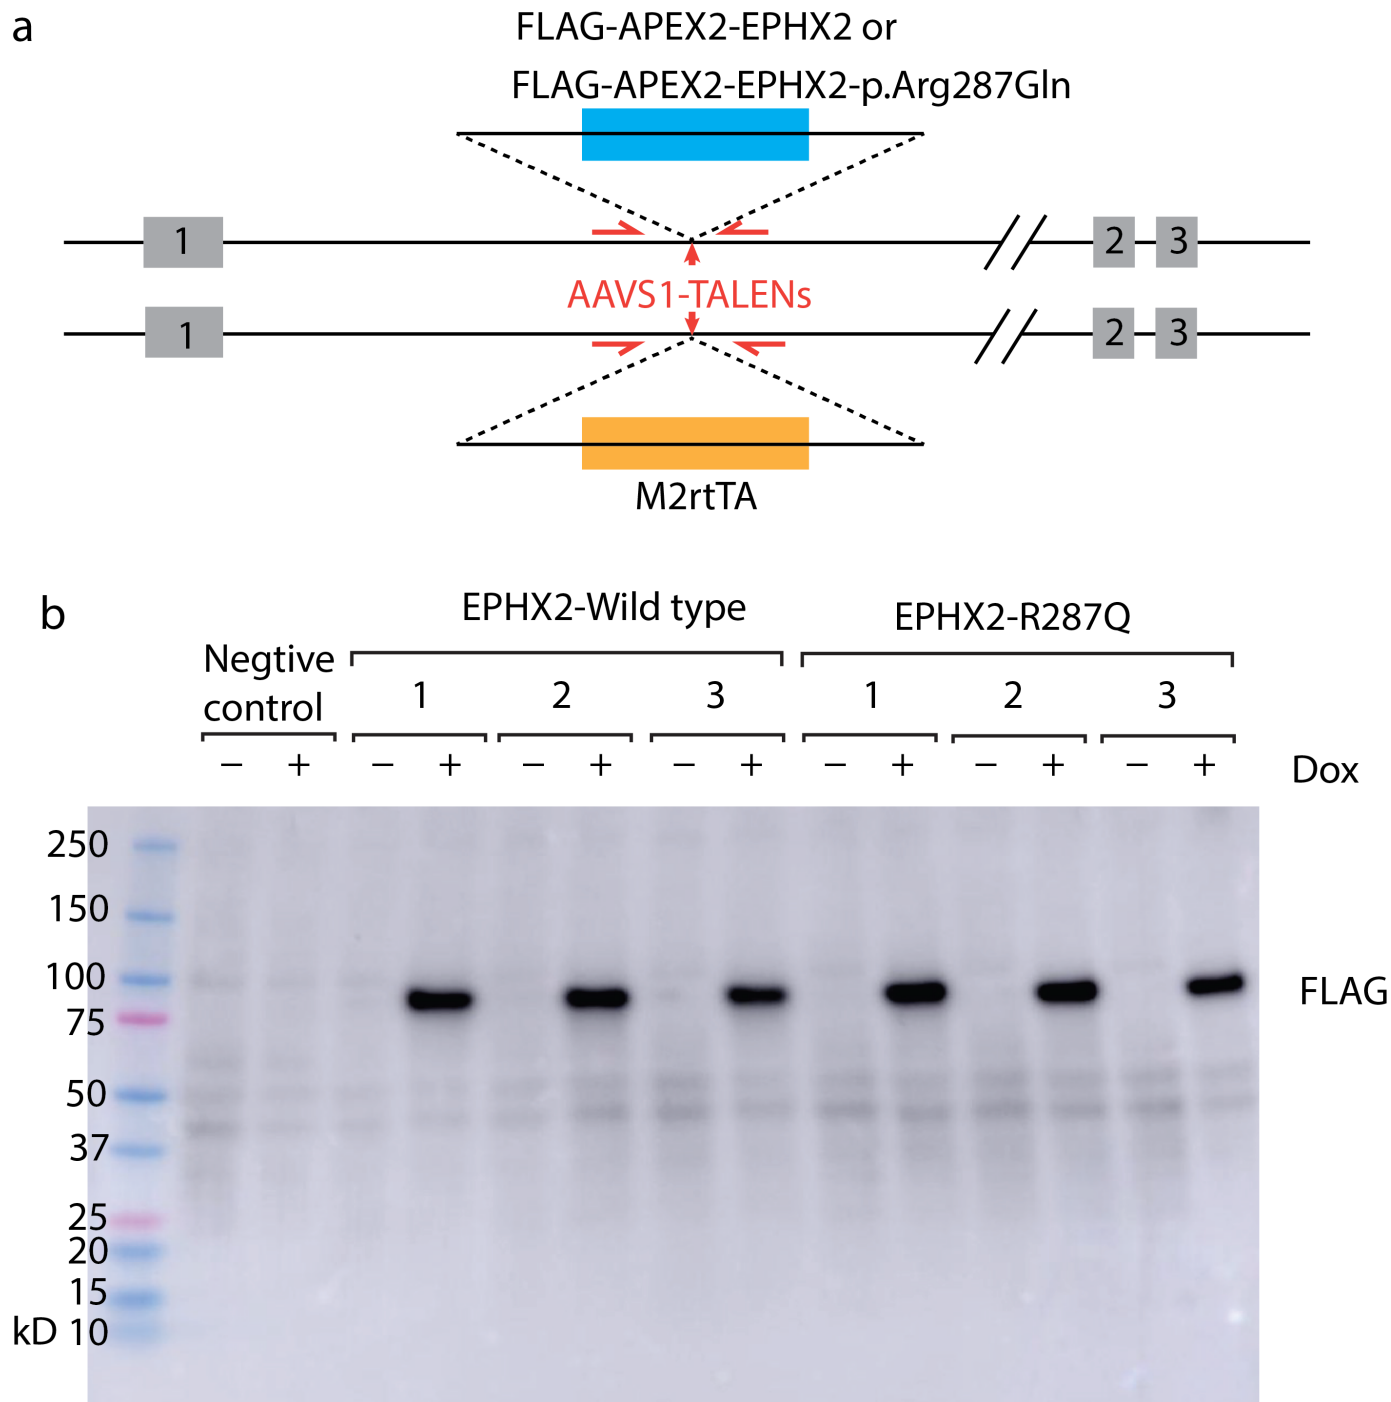 a
FLAG-APEX2-EPHX2 or
FLAG-APEX2-EPHX2-p.Arg287Gln
1
2
3
AAVS1-TALENs
1
2
3
M2rtTA
b
EPHX2-Wild type
EPHX2-R287Q
Negtive
control
1
2
3
1
2
3
− + − + − + − + − + − + − +
Dox
250
150
100
75
50
37
25
20
15
kD 10
FLAG